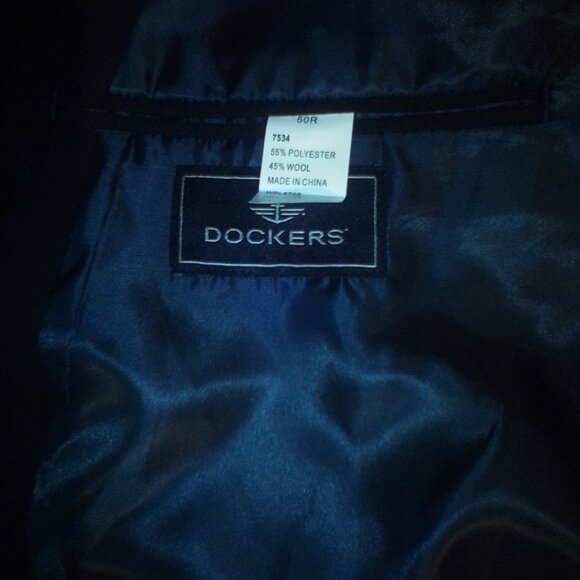 50R
7534
55% POLYESTER
45% WOOL
MADE IN CHINA
DOCKERS